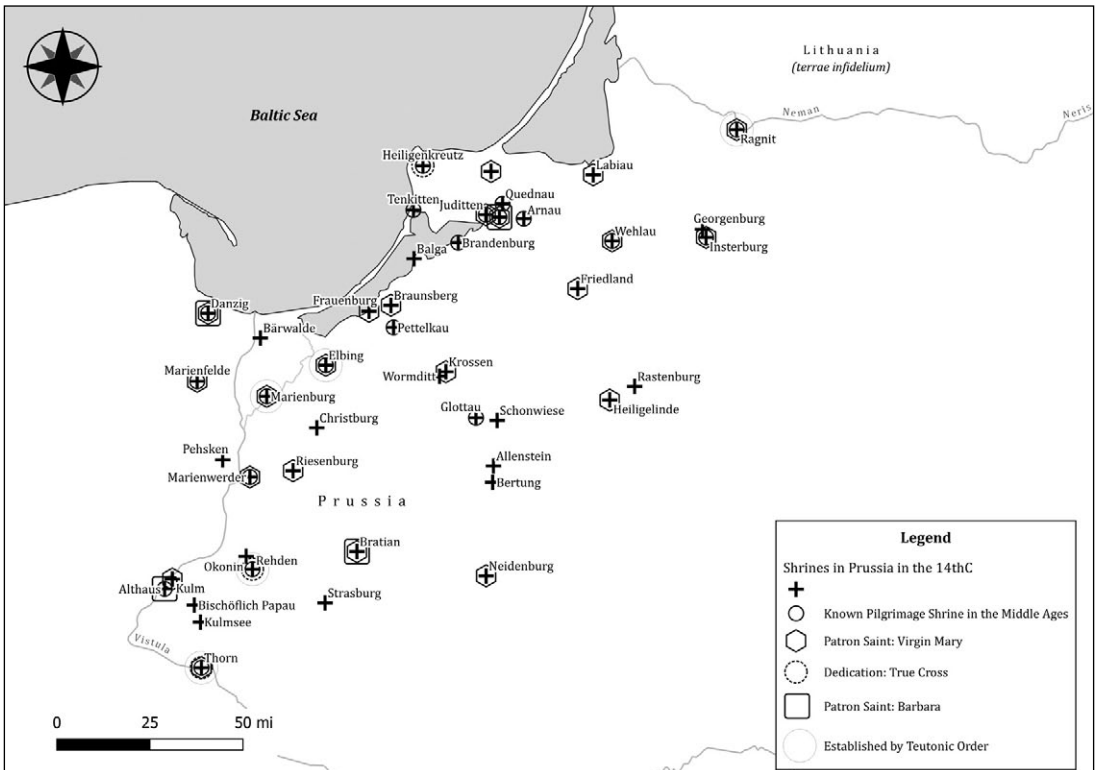 Lithuania
(terrae infidelium)
Baltic Sea
Neman
Neris
Ragnit
Heiligenkreutz
Labiau
Quednau
Tenkitten
Judittens
Arnau
Georgenburg
Wehlau
Insterburg
Brandenburg
Balga
Friedland
Braunsberg
Frauenburg
Danzig
Pettelkau
Bärwalde
Elbing
Krossen
Marienfelde
Wormditt
Rastenburg
Marienburg
Heiligelinde
Glottau
Schonwiese
Christburg
Pehsken
Allenstein
Riesenburg
Marienwerder
Bertung
Prussia
Bratian
Rehden
Okonin
Neidenburg
Althaus
Kulm
Strasburg
Bischöflich Papau
Kulmsee
Vistula
Thorn
0 25 50 mi
Legend
Shrines in Prussia in the 14thC
Known Pilgrimage Shrine in the Middle Ages
Patron Saint: Virgin Mary
Dedication: True Cross
Patron Saint: Barbara
Established by Teutonic Order